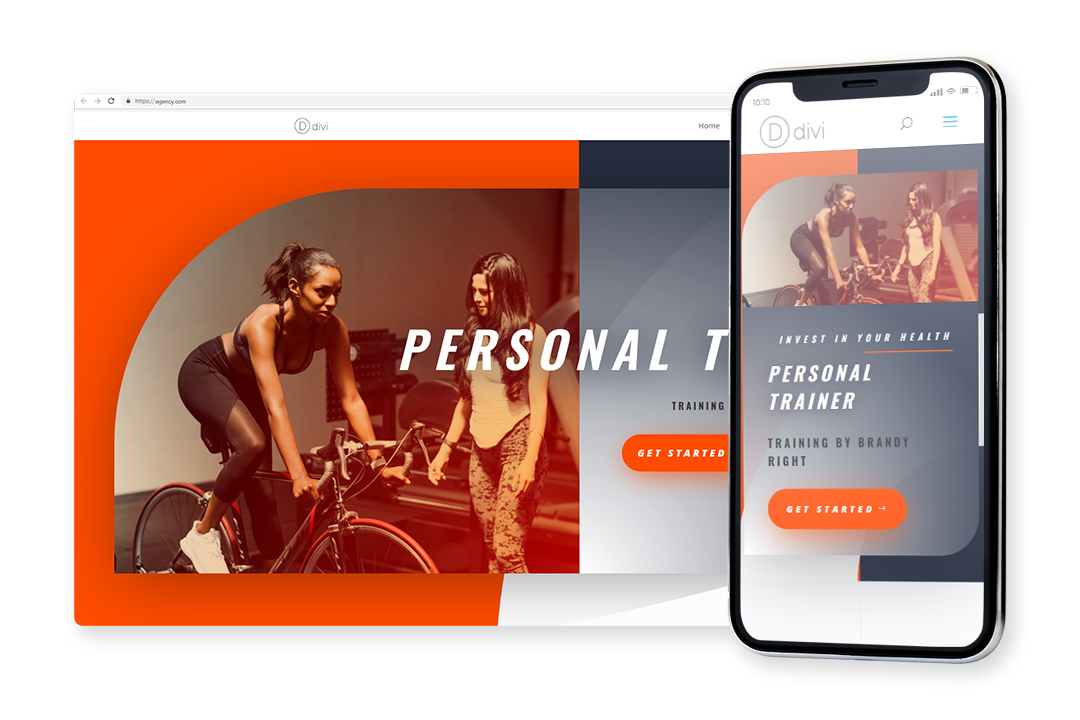 https://agency.com
D divi
Home
PERSONAL T
TRAINING
GET STARTED
10:10
D divi
INVEST IN YOUR HEALTH
PERSONAL
TRAINER
TRAINING BY BRANDY
RIGHT
GET STARTED →